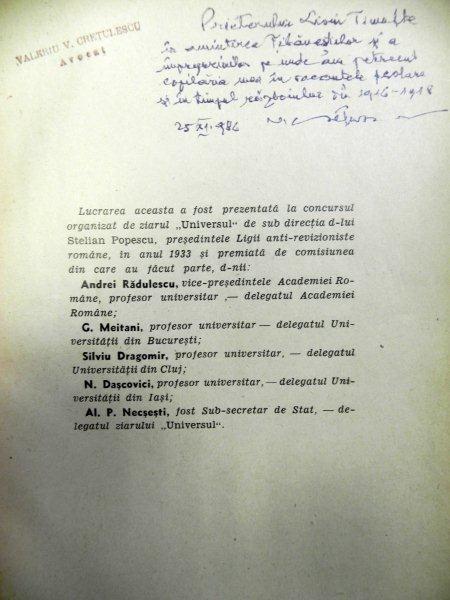 VALERIU V. CREȚULESCU
Avocat
Prietenului Liviu Timofte
în amintirea și a
împrejurimilor pe unde am petrecut
copilăria mea în vacanțele școlare
și în timpul războiului din 1916-1918
25 XI. 986
Lucrarea aceasta a fost prezentată la concursul
organizat de ziarul „Universul“ de sub direcția d-lui
Stelian Popescu, președintele Ligii anti-revizioniste
române, în anul 1933 și premiată de comisiunea
din care au făcut parte, d-nii:
Andrei Rădulescu, vice-președintele Academiei Ro-
mâne, profesor universitar ,— delegatul Academiei
Române;
G. Meitani, profesor universitar — delegatul Uni-
versității din București;
Silviu Dragomir, profesor universitar, — delegatul
Universității din Cluj;
N. Dașcovici, profesor universitar, — delegatul Uni-
versității din Iași;
Al. P. Necșești, fost Sub-secretar de Stat, — de-
legatul ziarului „Universul“.